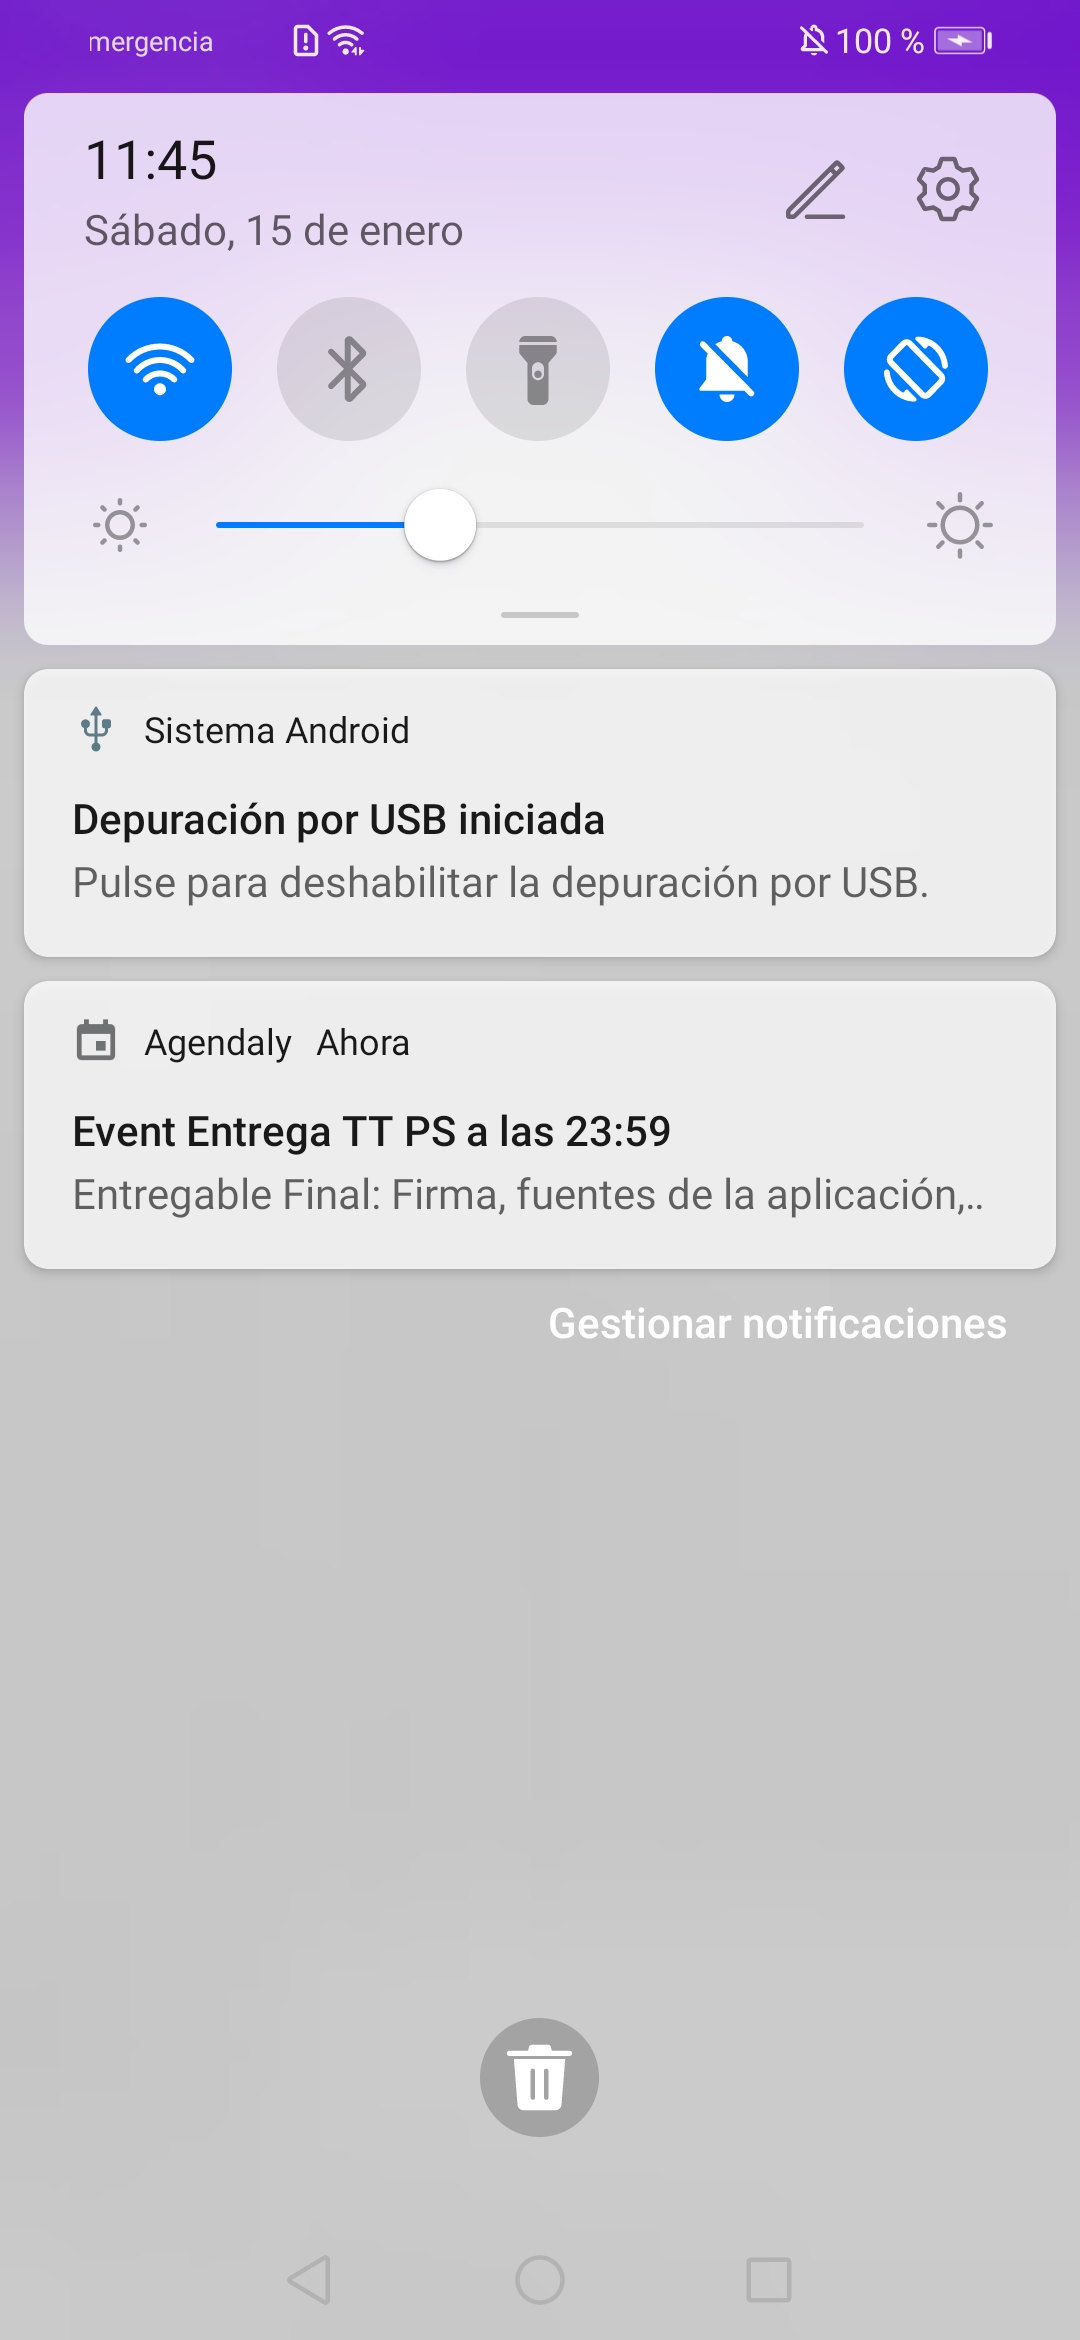 mergencia 100 %
11:45
Sábado, 15 de enero
Sistema Android
Depuración por USB iniciada
Pulse para deshabilitar la depuración por USB.
Agendaly Ahora
Event Entrega TT PS a las 23:59
Entregable Final: Firma, fuentes de la aplicación,..
Gestionar notificaciones